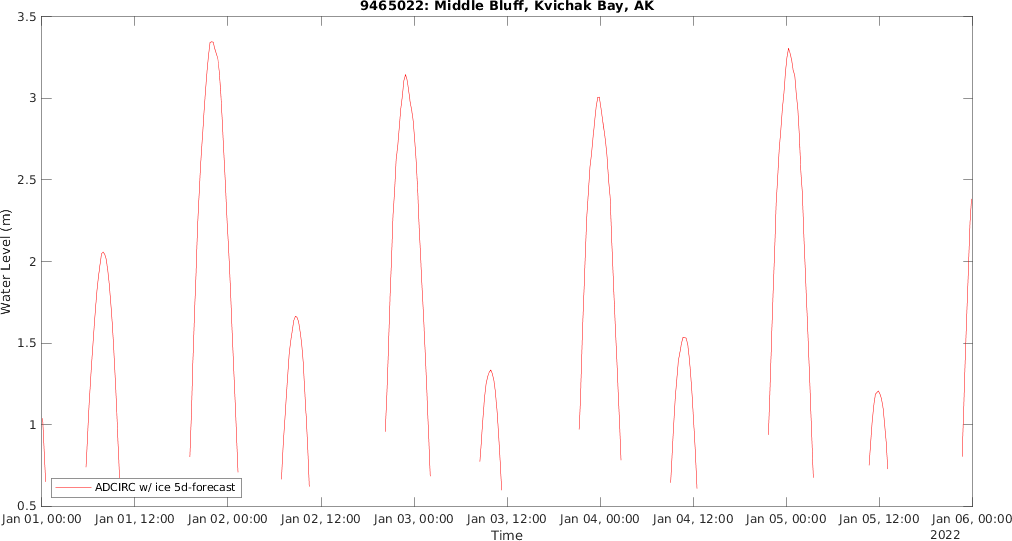 9465022: Middle Bluff, Kvichak Bay, AK
3.5
3
2.5
2
1.5
1
0.5
Water Level (m)
ADCIRC w/ ice 5d-forecast
Jan 01, 00:00 Jan 01, 12:00 Jan 02, 00:00 Jan 02, 12:00 Jan 03, 00:00 Jan 03, 12:00 Jan 04, 00:00 Jan 04, 12:00 Jan 05, 00:00 Jan 05, 12:00 Jan 06, 00:00
Time
2022